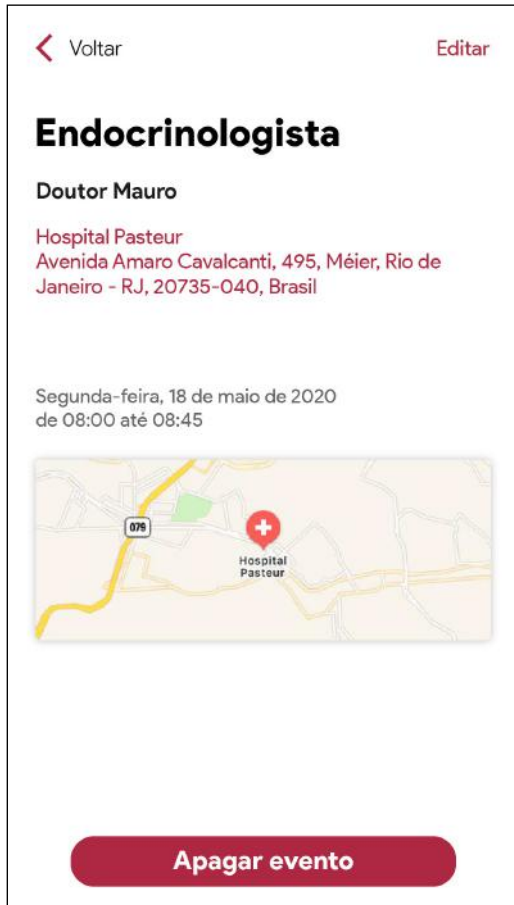 Voltar
Editar
Endocrinologista
Doutor Mauro
Hospital Pasteur
Avenida Amaro Cavalcanti, 495, Méier, Rio de
Janeiro - RJ, 20735-040, Brasil
Segunda-feira, 18 de maio de 2020
de 08:00 até 08:45
079
Hospital
Pasteur
Apagar evento